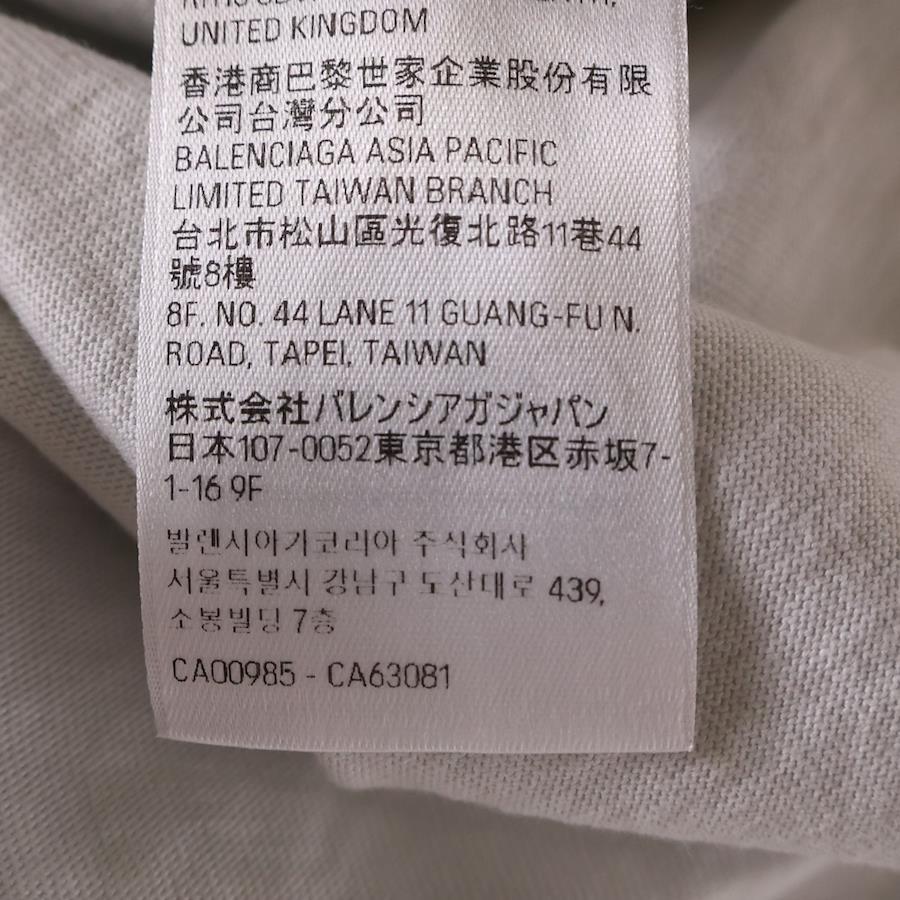 UNITED KINGDOM
香港商巴黎世家企業股份有限
公司台灣分公司
BALENCIAGA ASIA PACIFIC
LIMITED TAIWAN BRANCH
台北市松山區光復北路11巷44
號8樓
8F. NO. 44 LANE 11 GUANG-FU N.
ROAD, TAPEI, TAIWAN
株式会社バレンシアガジャパン
日本107-0052東京都港区赤坂7-
1-16 9F
발렌시아가코리아 주식회사
서울특별시 강남구 도산대로 439,
소봉빌딩 7층
CA00985 - CA63081